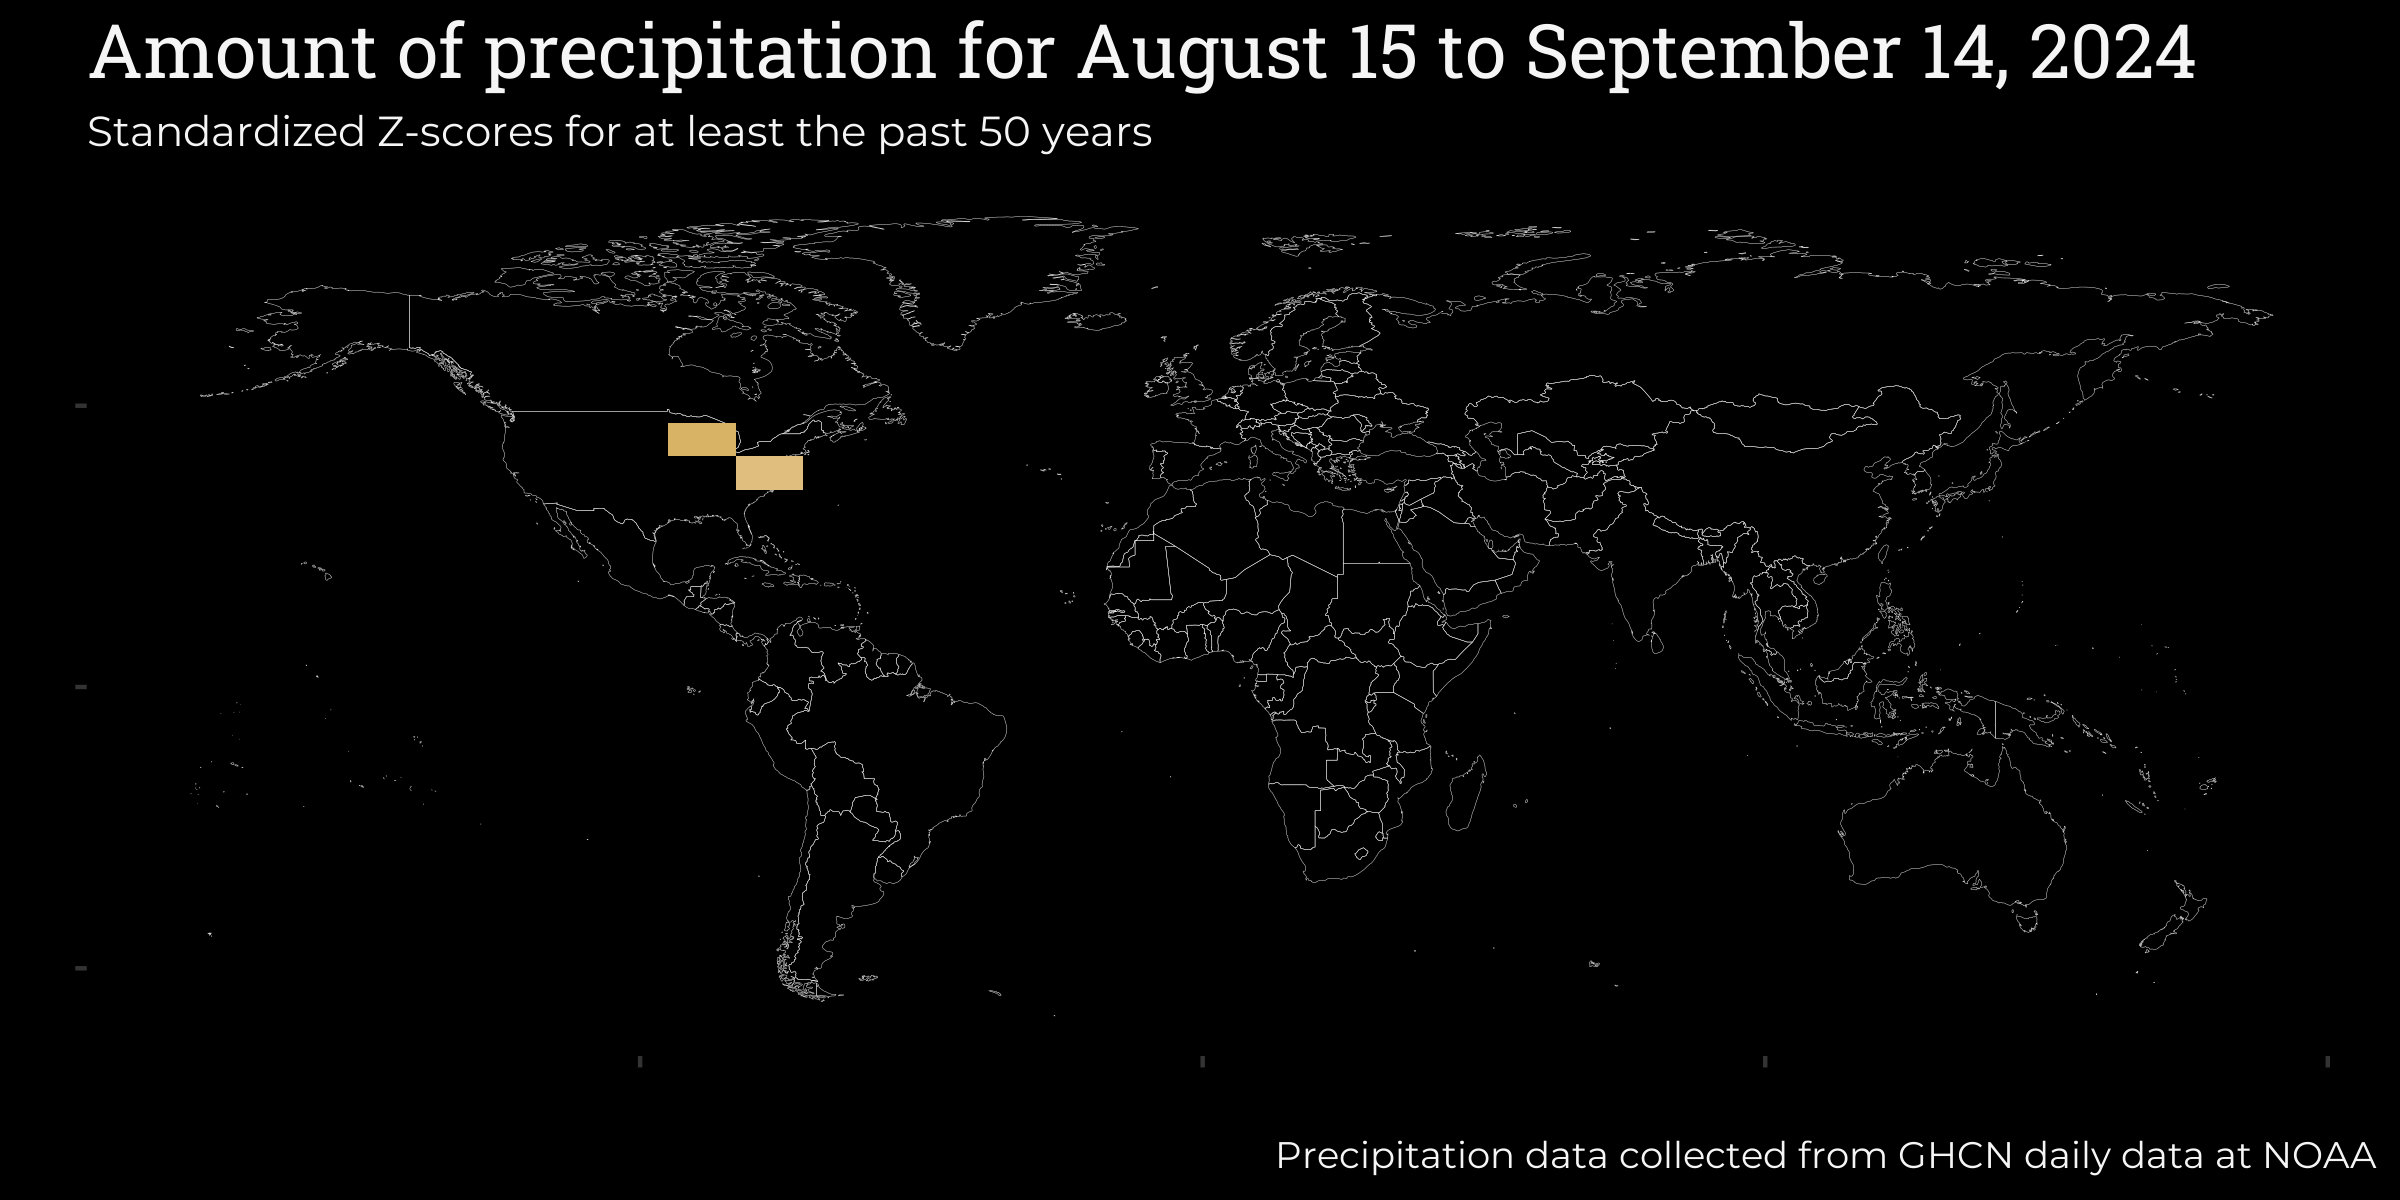 Amount of precipitation for August 15 to September 14, 2024
Standardized Z-scores for at least the past 50 years
Precipitation data collected from GHCN daily data at NOAA